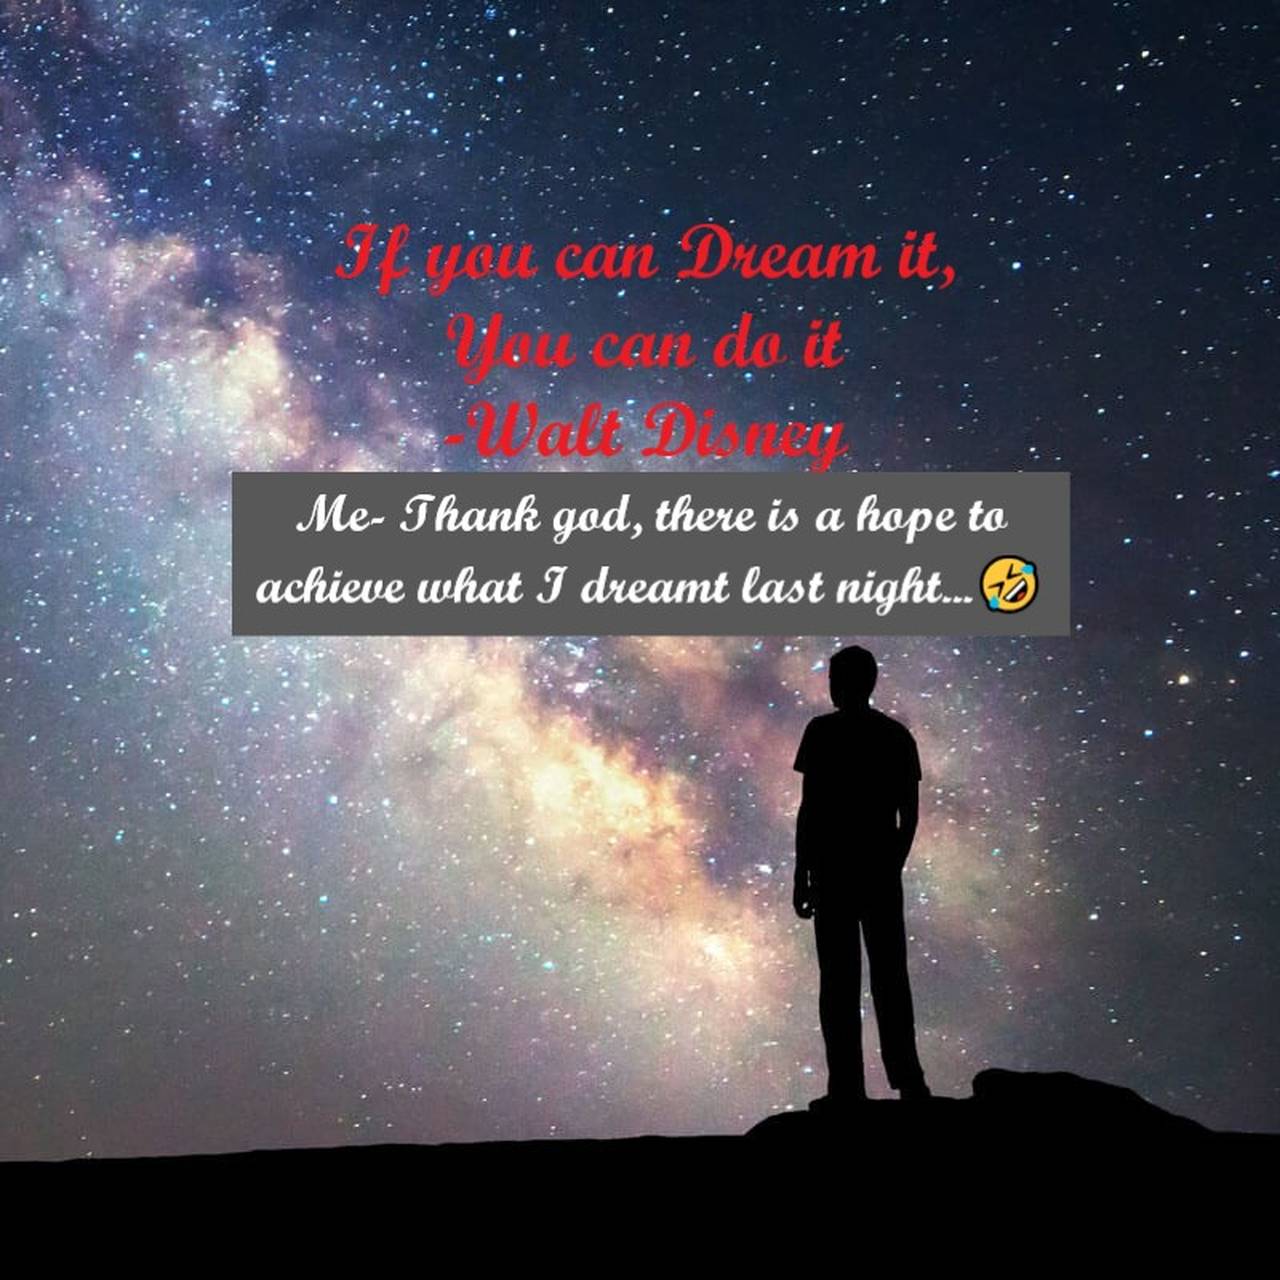 If you can Dream it,
You can do it
-Walt Disney
Me- Thank god, there is a hope to
achieve what I dreamt last night...🤣